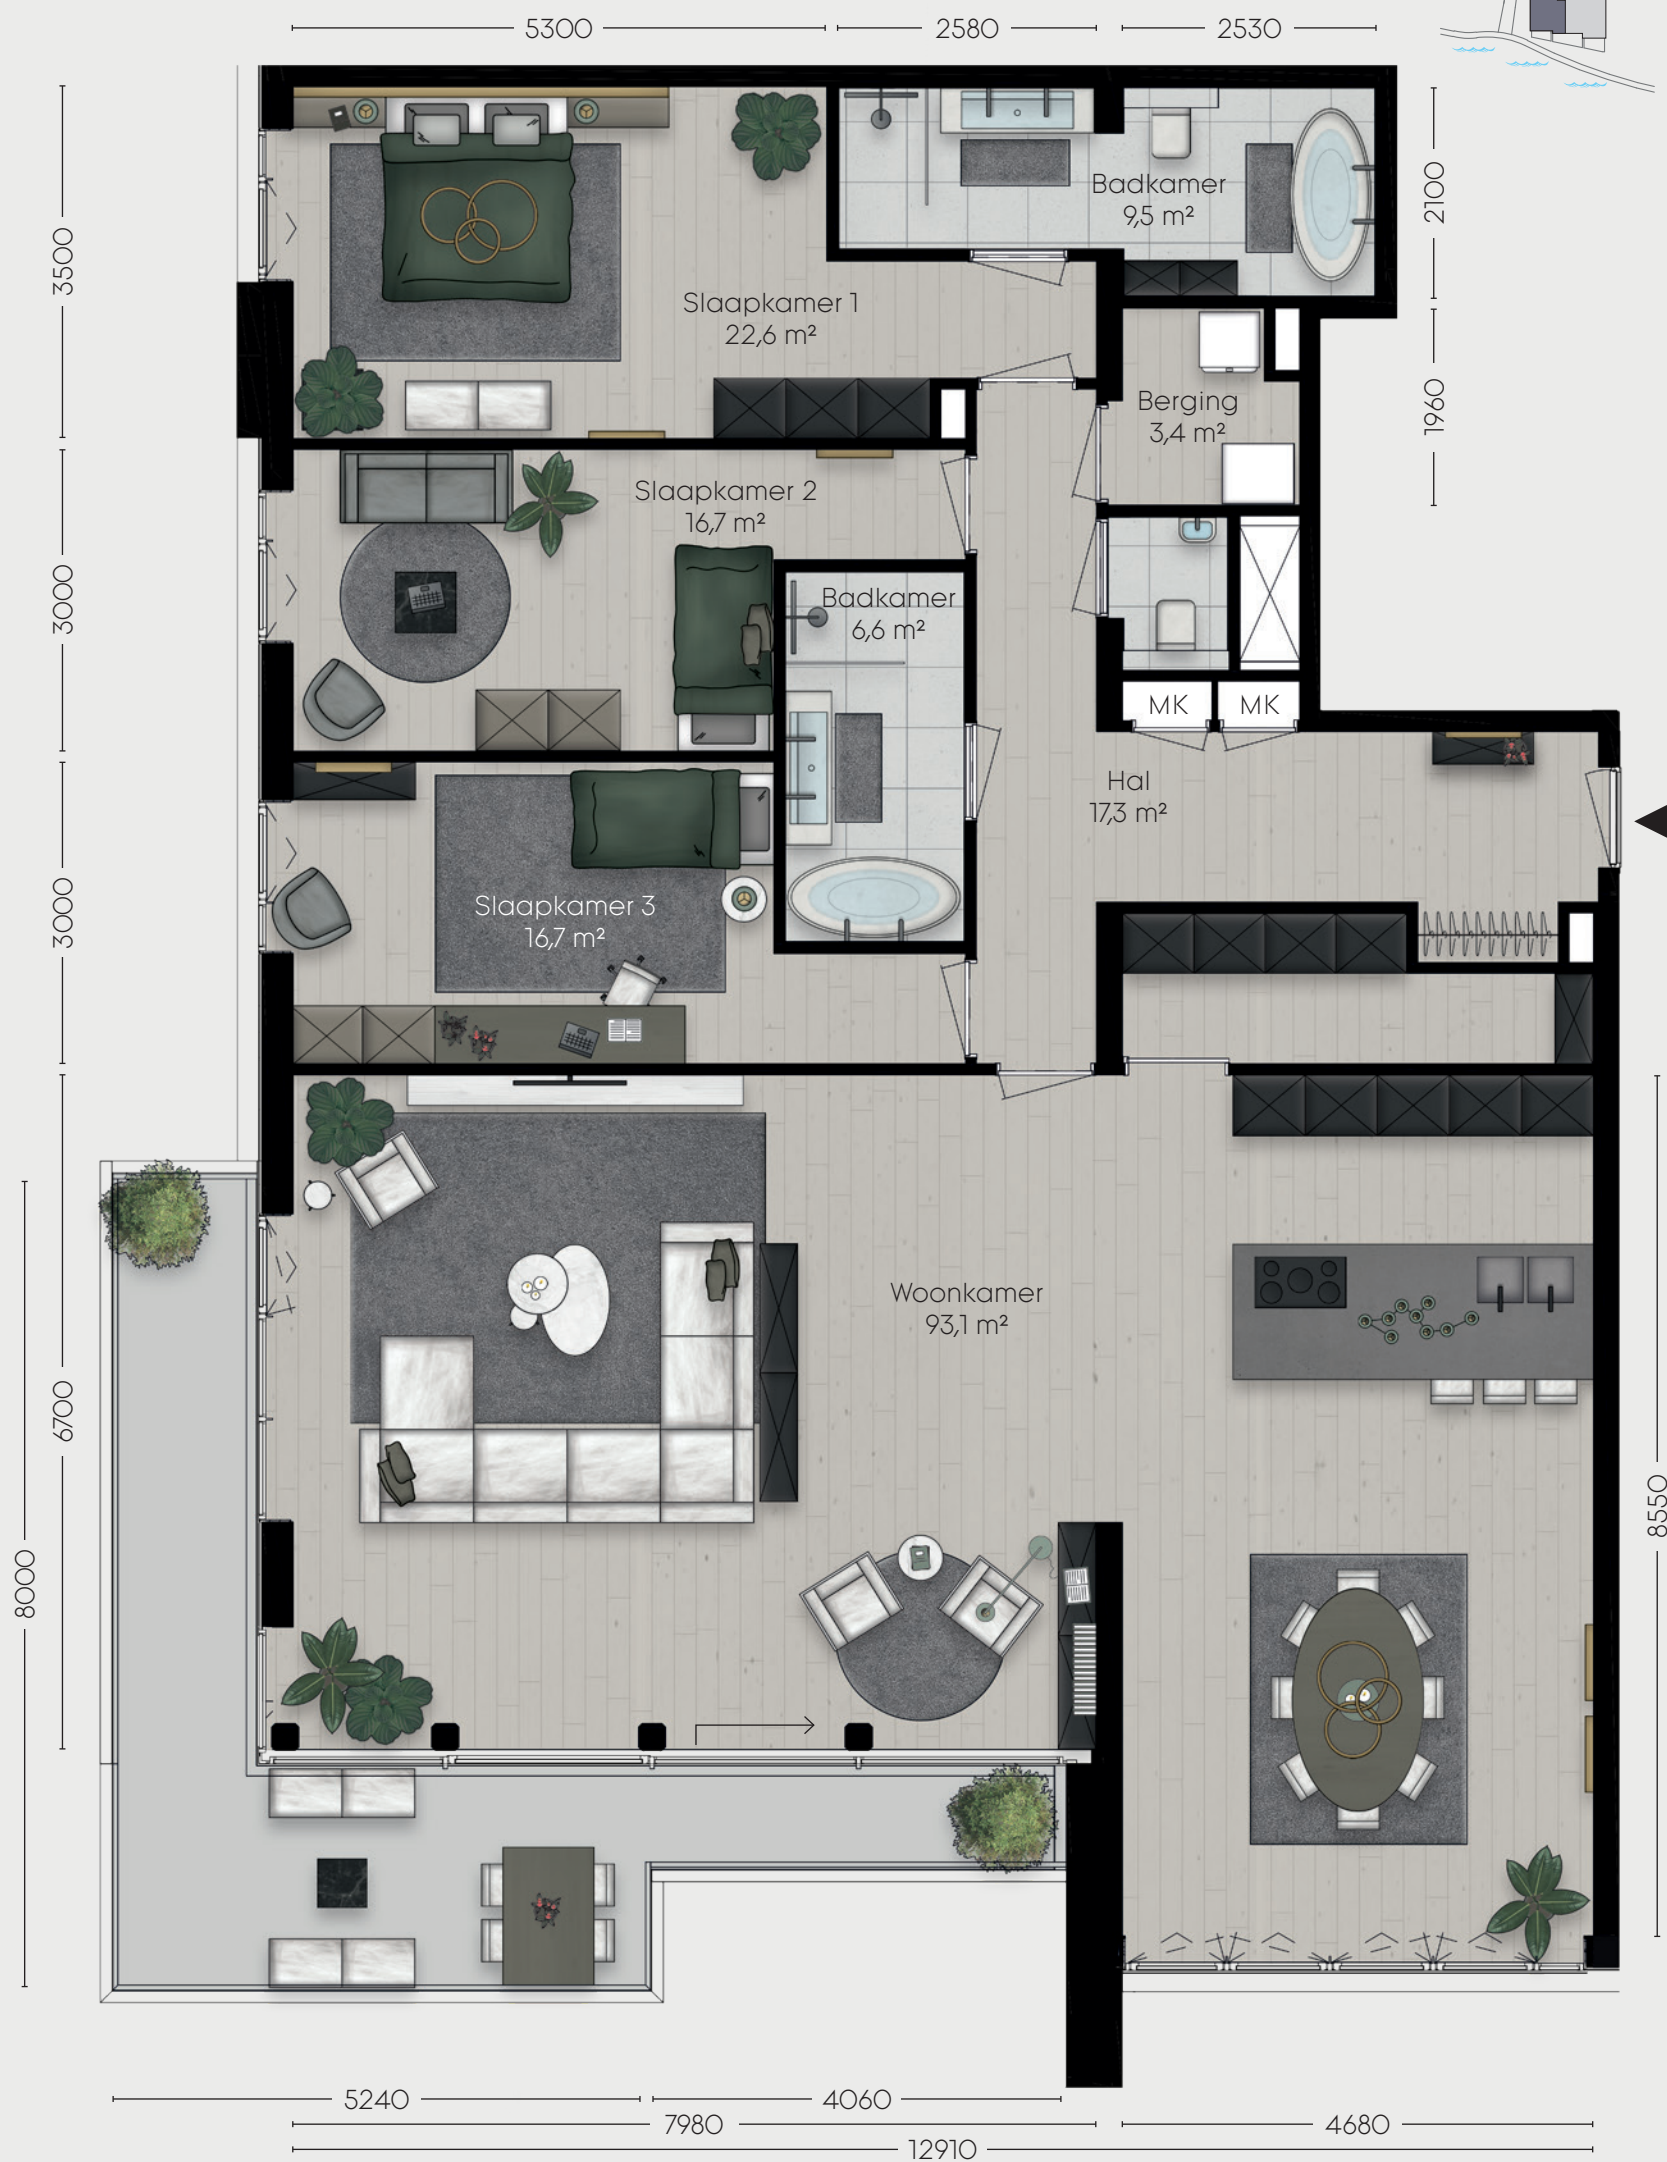 5300
2580
2530
3500
2100
Badkamer
9,5 m²
Slaapkamer 1
22,6 m²
Berging
3,4 m²
1960
Slaapkamer 2
16,7 m²
3000
Badkamer
6,6 m²
MK
MK
Hal
17,3 m²
3000
Slaapkamer 3
16,7 m²
Woonkamer
93,1 m²
6700
8550
8000
5240
4060
7980
4680
12910